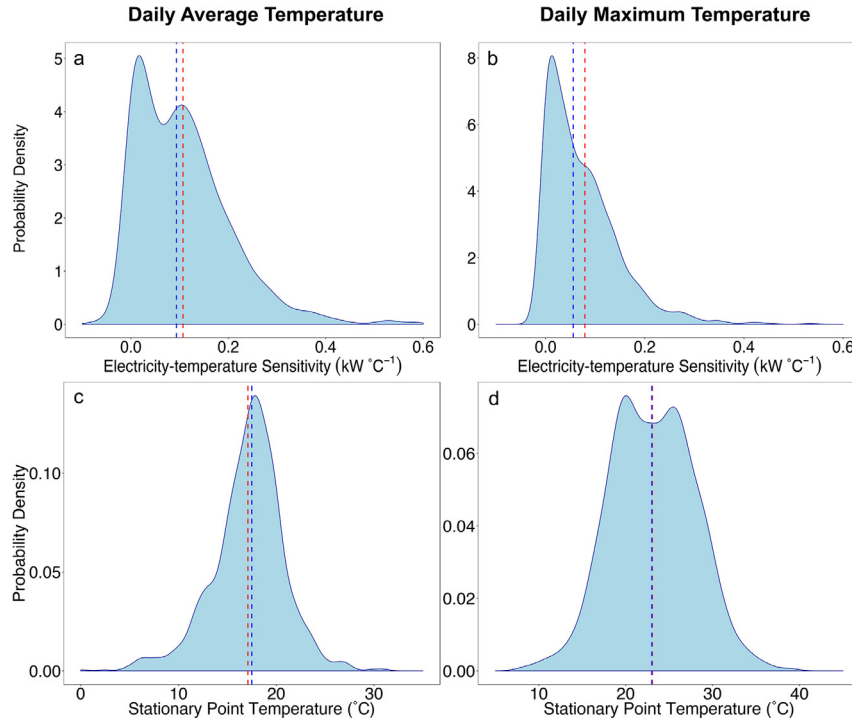 Daily Average Temperature
Daily Maximum Temperature
a
Probability Density
5
4
3
2
1
0
0.0 0.2 0.4 0.6
Electricity-temperature Sensitivity (kW °C⁻¹)
b
8
6
4
2
0
0.0 0.2 0.4 0.6
Electricity-temperature Sensitivity (kW °C⁻¹)
c
Probability Density
0.10
0.05
0.00
0 10 20 30
Stationary Point Temperature (°C)
d
0.06
0.04
0.02
0.00
10 20 30 40
Stationary Point Temperature (°C)